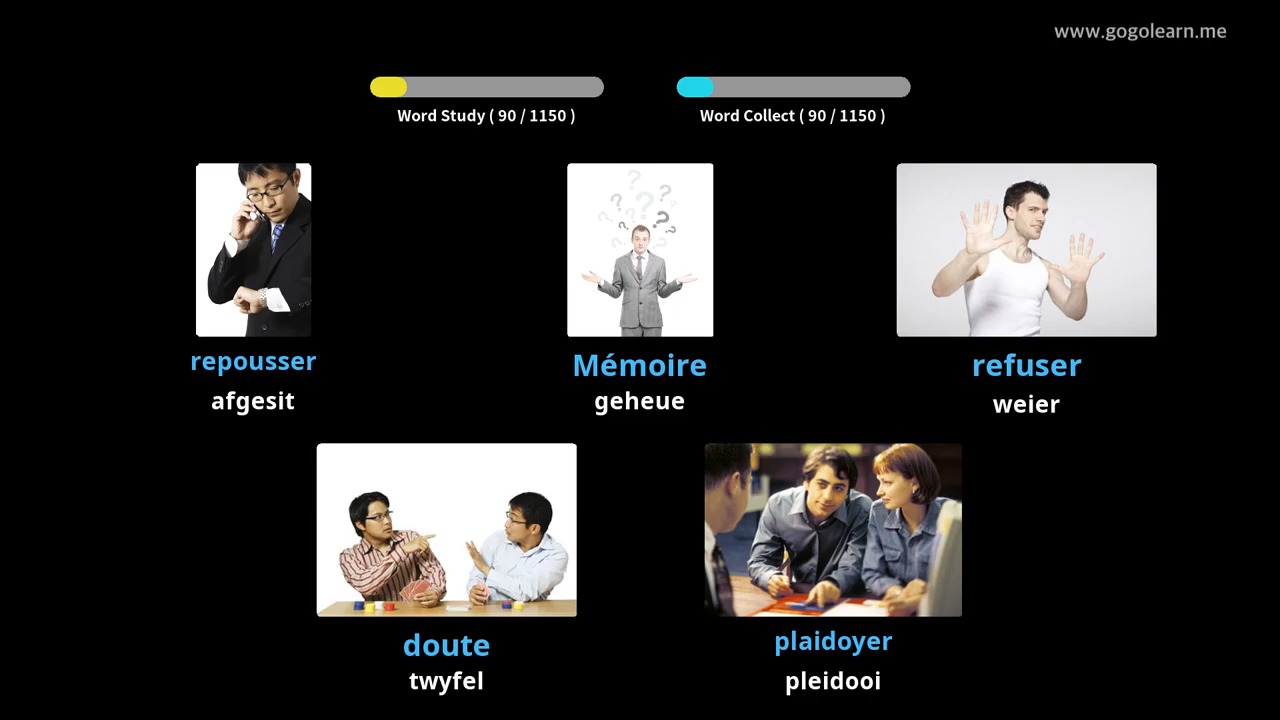 www.gogolearn.me
Word Study ( 90 / 1150 )
Word Collect ( 90 / 1150 )
repousser
afgesit
Mémoire
geheue
refuser
weier
doute
twyfel
plaidoyer
pleidooi